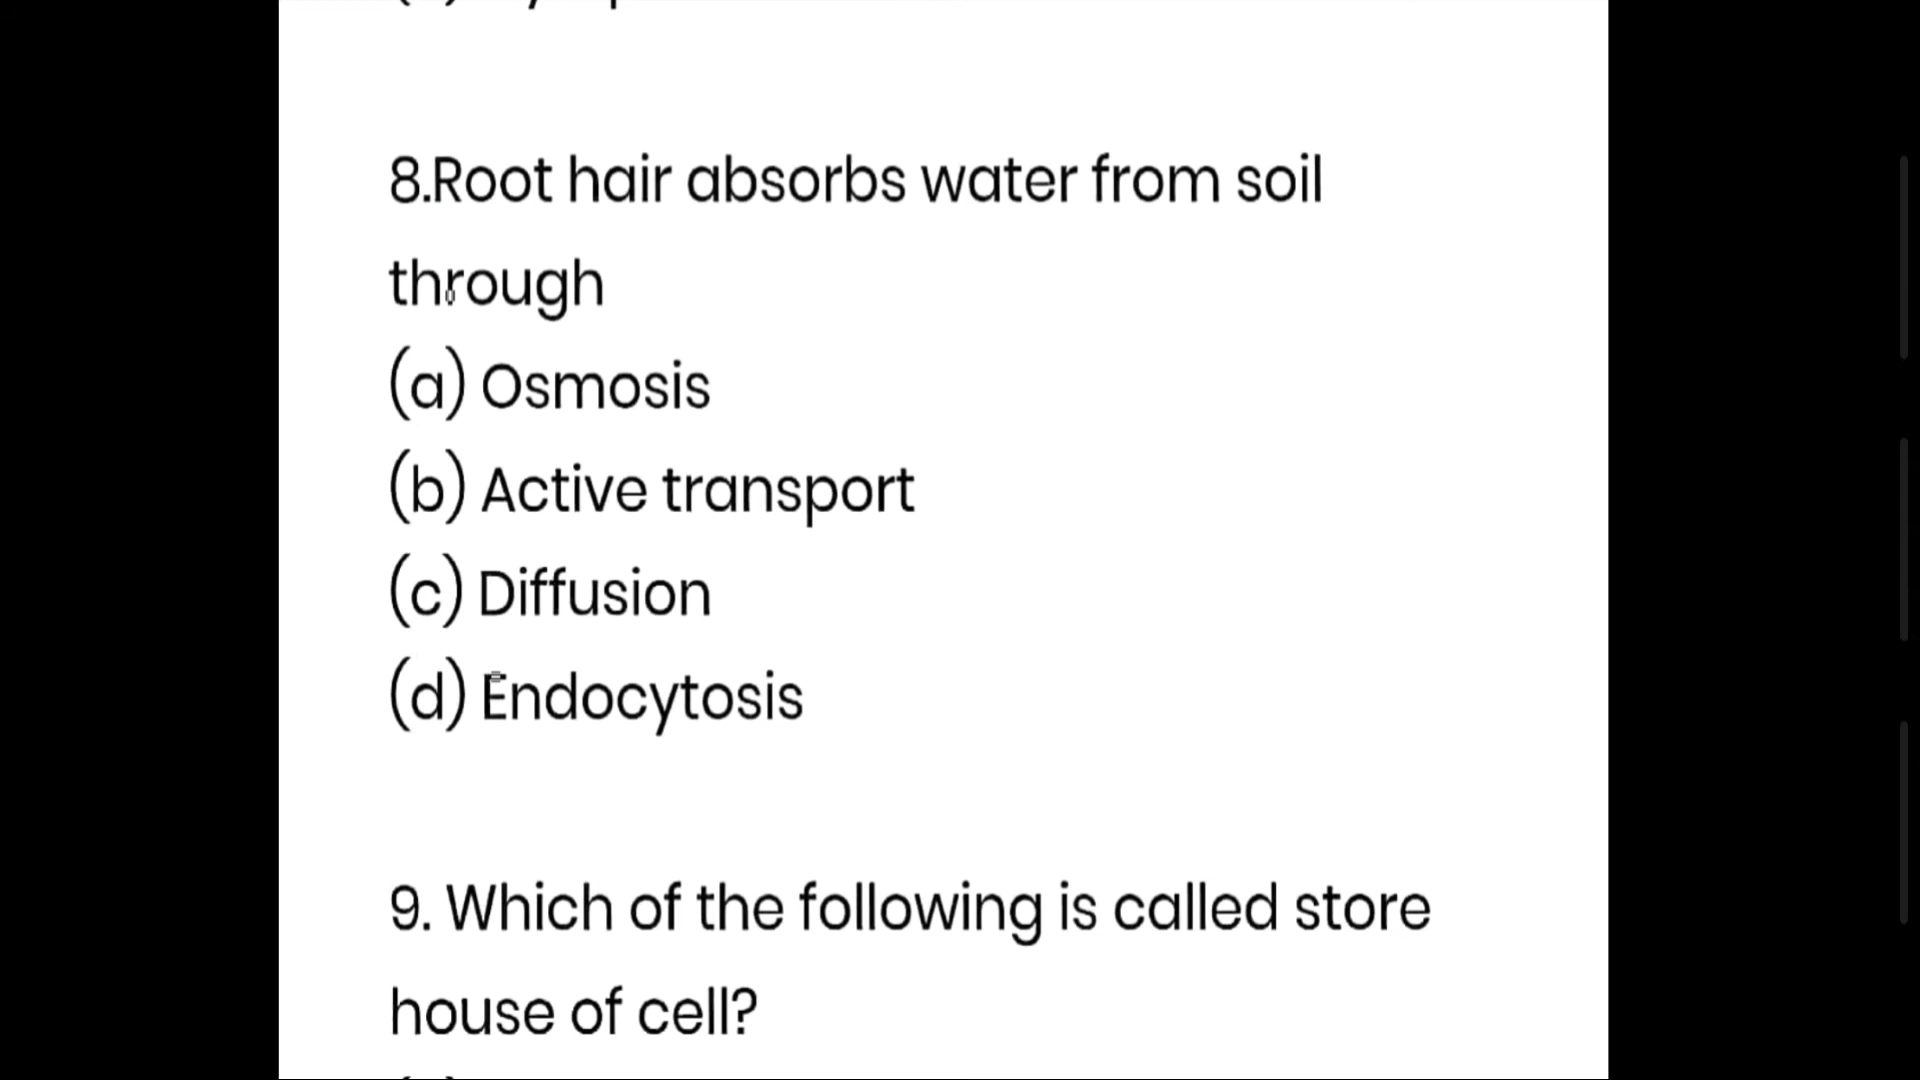 8.Root hair absorbs water from soil
through
(a) Osmosis
(b) Active transport
(c) Diffusion
(d) Endocytosis
9. Which of the following is called store
house of cell?